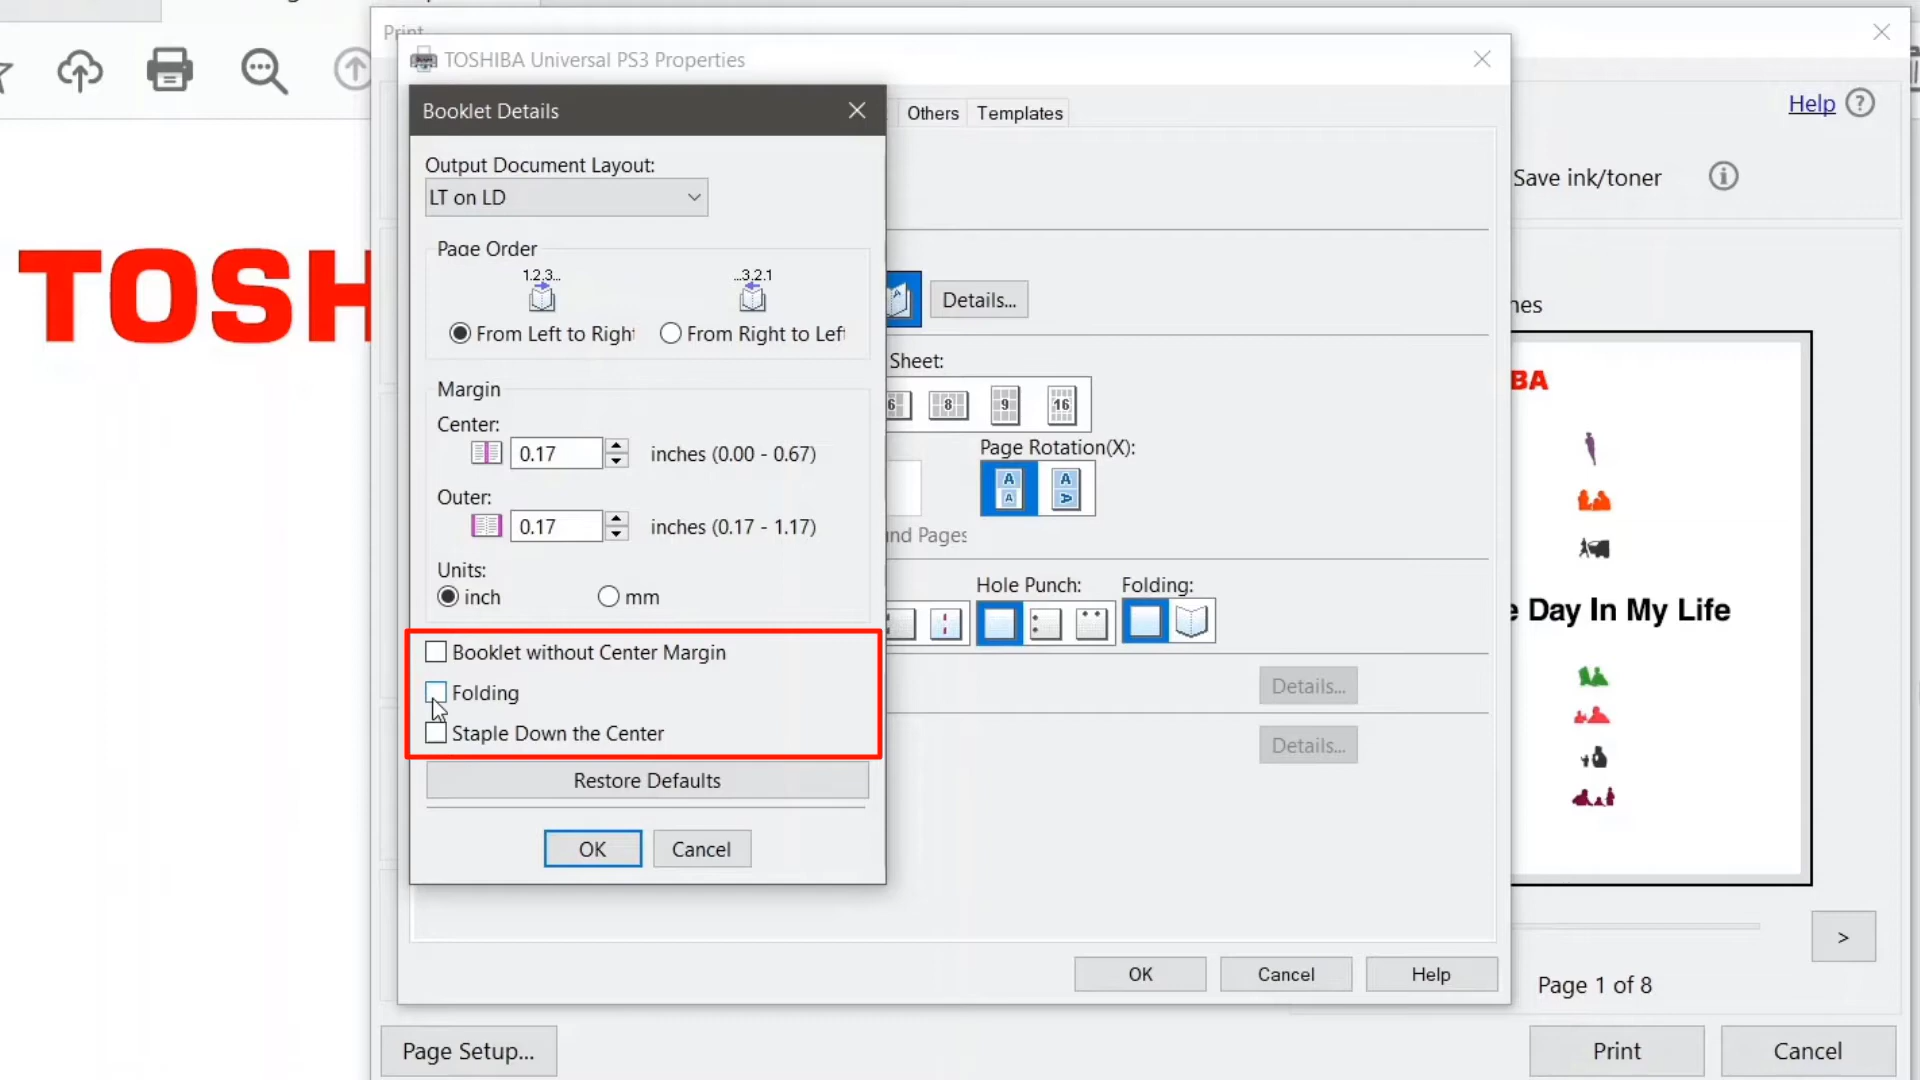 Print
TOSHIBA Universal PS3 Properties
Help
Booklet Details
Others
Templates
Output Document Layout:
LT on LD
Save ink/toner
Page Order
1.2.3...
...3.2.1
From Left to Right
From Right to Left
Details...
TOSH
Sheet:
6
8
9
16
BA
Margin
Center:
0.17
inches (0.00 - 0.67)
Page Rotation(X):
A
A
A
A
Outer:
0.17
inches (0.17 - 1.17)
nd Pages
Units:
inch
mm
Hole Punch:
Folding:
Day In My Life
Booklet without Center Margin
Folding
Staple Down the Center
Details...
Details...
Restore Defaults
OK
Cancel
>
OK
Cancel
Help
Page 1 of 8
Page Setup...
Print
Cancel